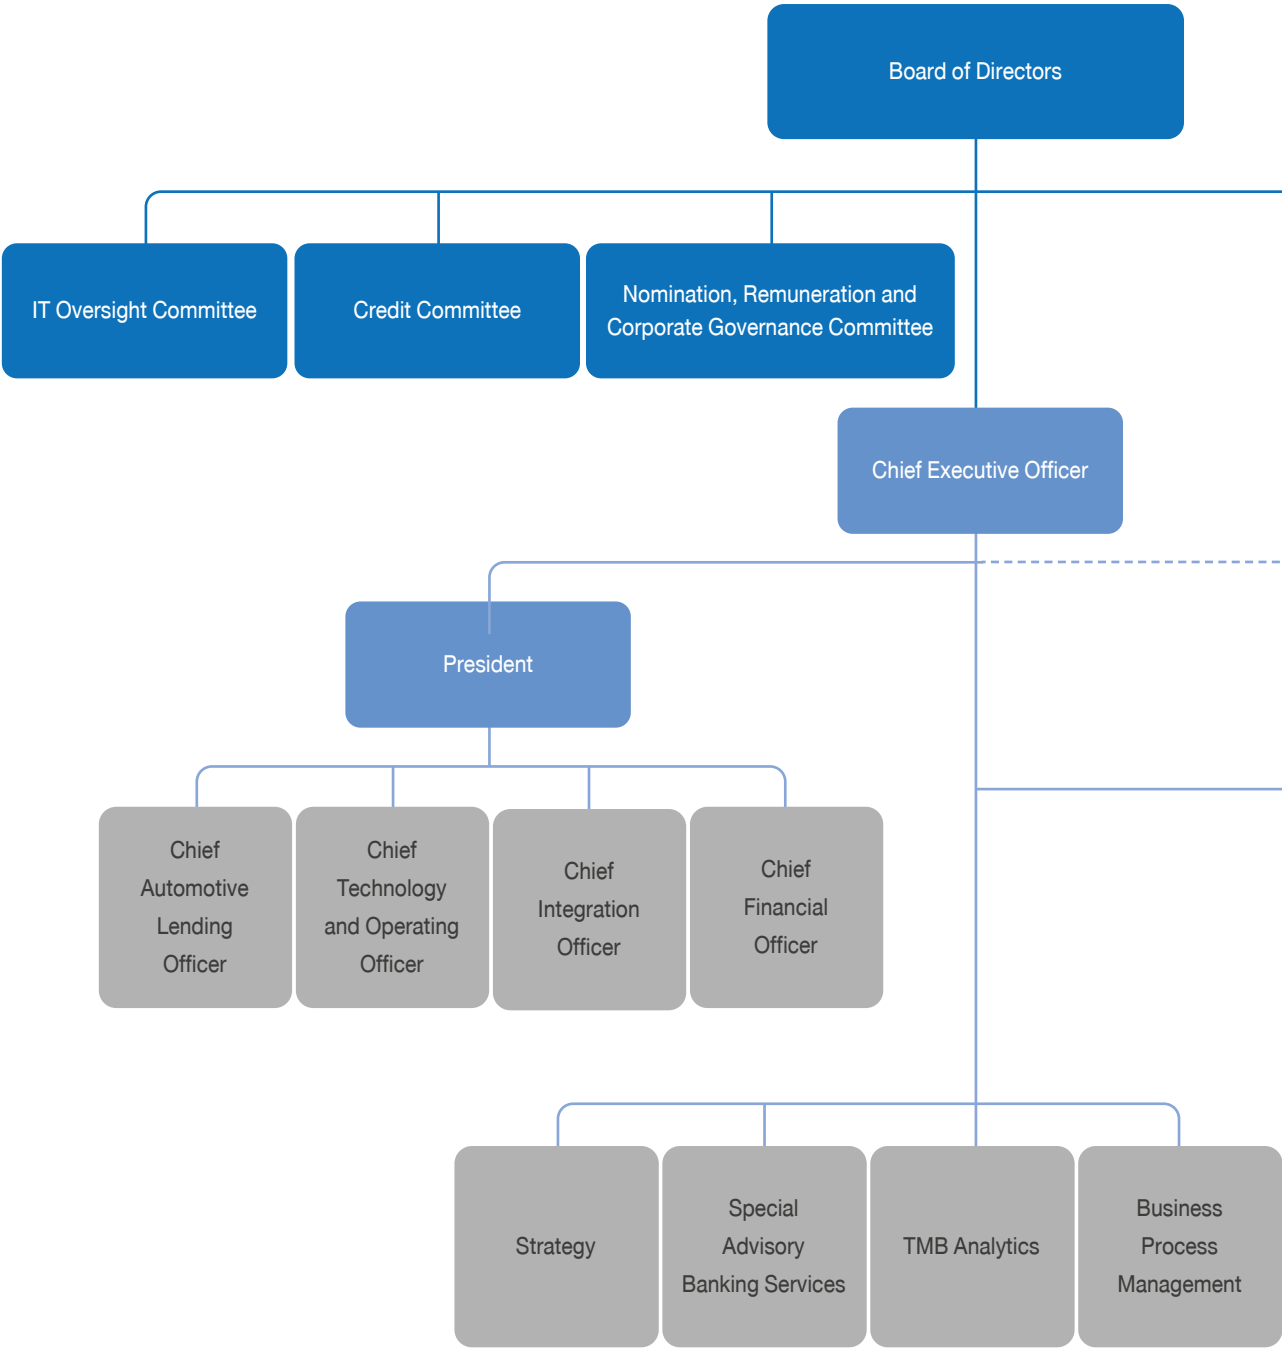 Board of Directors
IT Oversight Committee
Credit Committee
Nomination, Remuneration and
Corporate Governance Committee
Chief Executive Officer
President
Chief
Automotive
Lending
Officer
Chief
Technology
and Operating
Officer
Chief
Integration
Officer
Chief
Financial
Officer
Strategy
Special
Advisory
Banking Services
TMB Analytics
Business
Process
Management